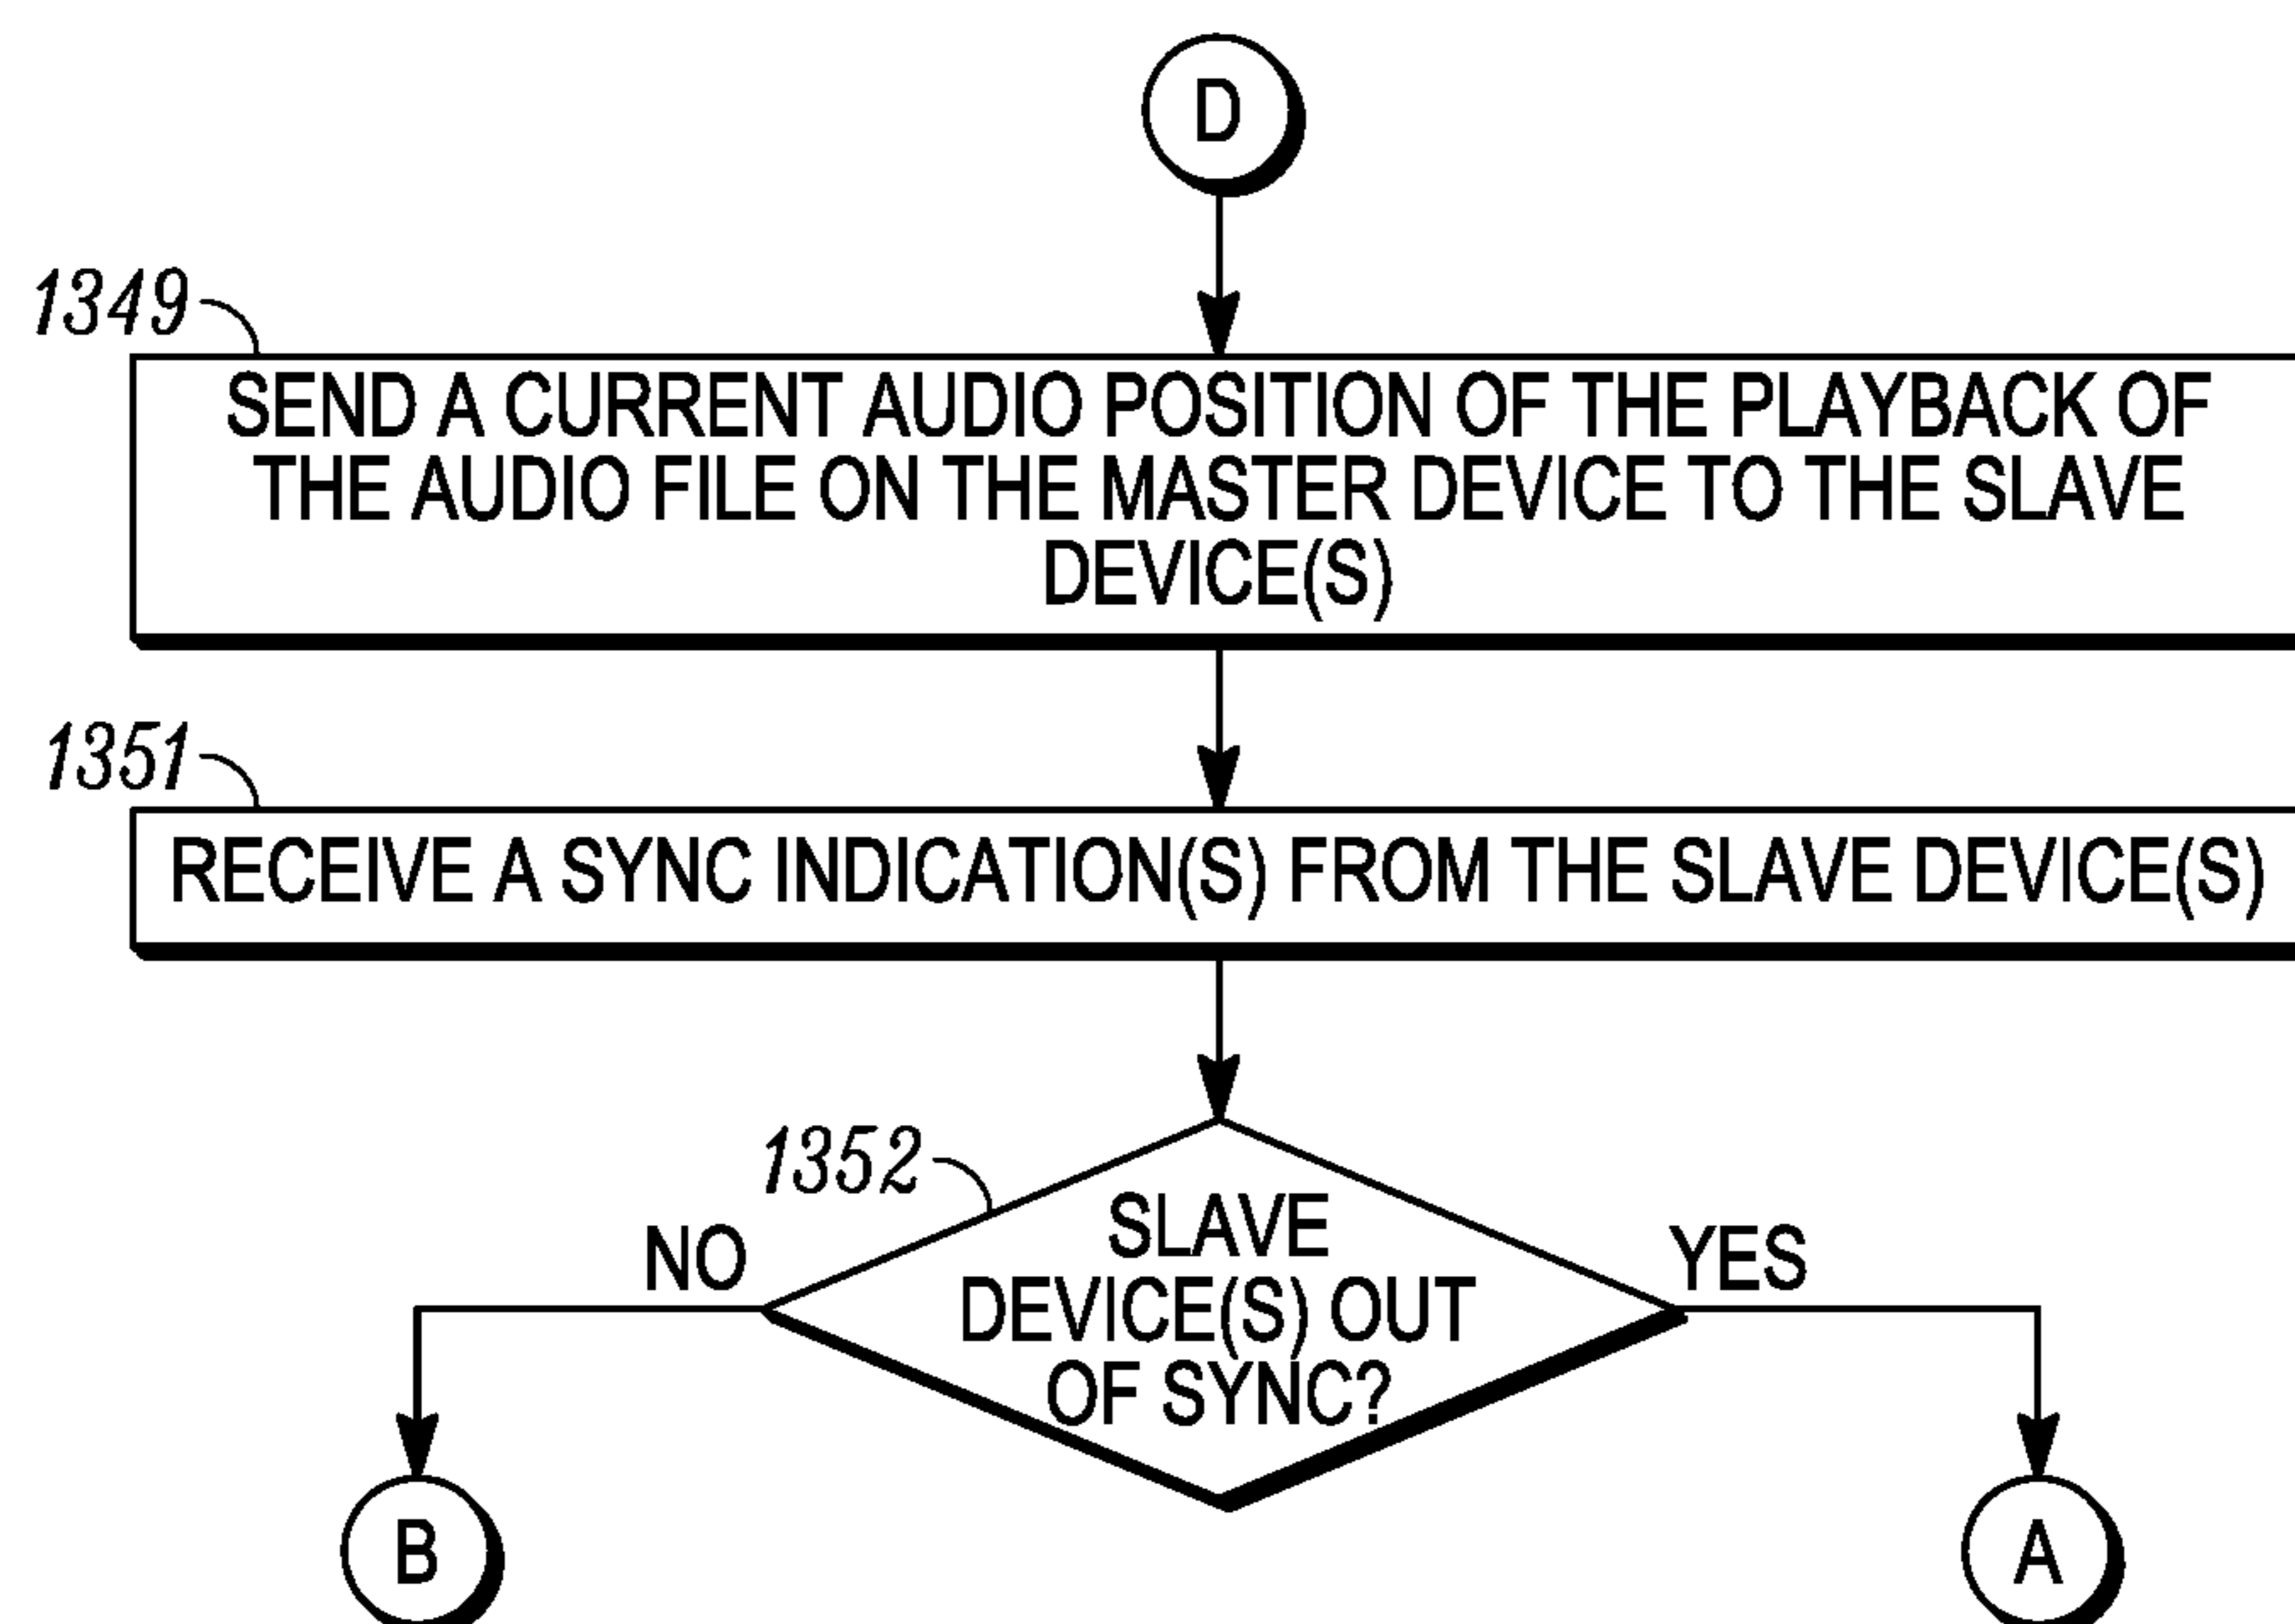 D
1349
SEND A CURRENT AUDIO POSITION OF THE PLAYBACK OF
THE AUDIO FILE ON THE MASTER DEVICE TO THE SLAVE
DEVICE(S)
1351
RECEIVE A SYNC INDICATION(S) FROM THE SLAVE DEVICE(S)
1352
SLAVE
DEVICE(S) OUT
OF SYNC?
NO
YES
B
A